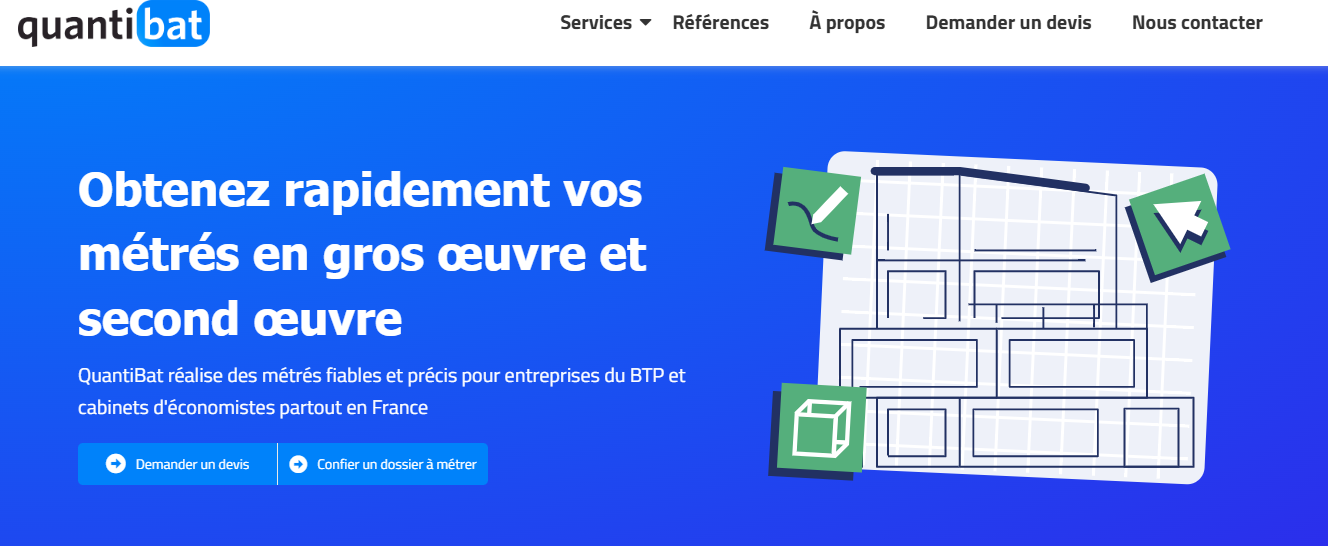 quantibat
Services
Références
À propos
Demander un devis
Nous contacter
Obtenez rapidement vos
métrés en gros œuvre et
second œuvre
QuantiBat réalise des métrés fiables et précis pour entreprises du BTP et
cabinets d'économistes partout en France
Demander un devis
Confier un dossier à métrer